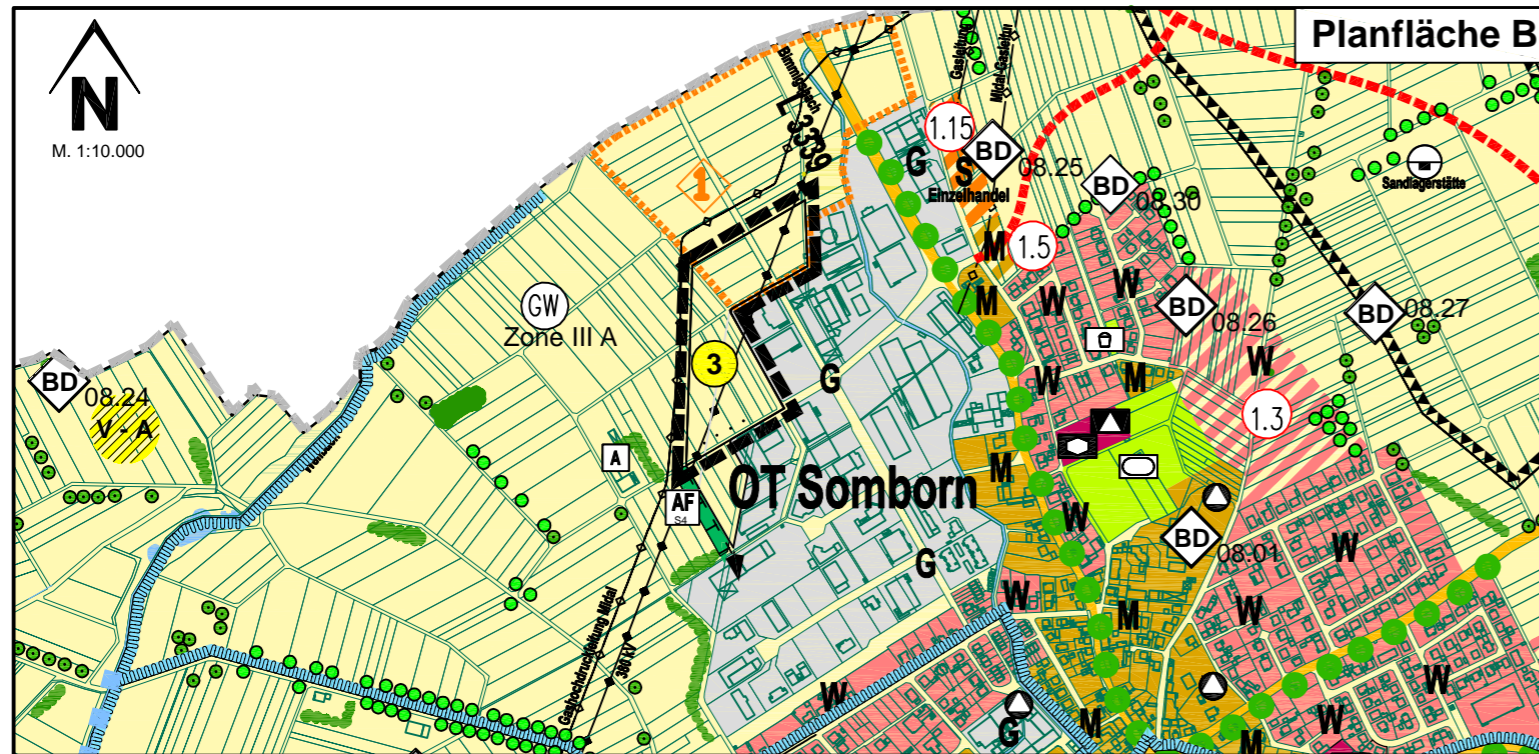 Planfläche B
N
M. 1:10.000
Gasleitung
Midal-Gasleitung
Birnmigsbach
L 3339
1
1.15
G
S
Einzelhandel
BD
08.25
BD
08.30
Sandlagerstätte
M
1.5
GW
Zone III A
W
W
M
BD
08.26
BD
08.27
3
G
W
W
M
BD
08.24
V - A
1.3
A
M
OT Somborn
AF
S4
W
BD
08.01
W
G
W
M
W
Gashochdruckleitung Midal
380 KV
W
W
G
M
W
M